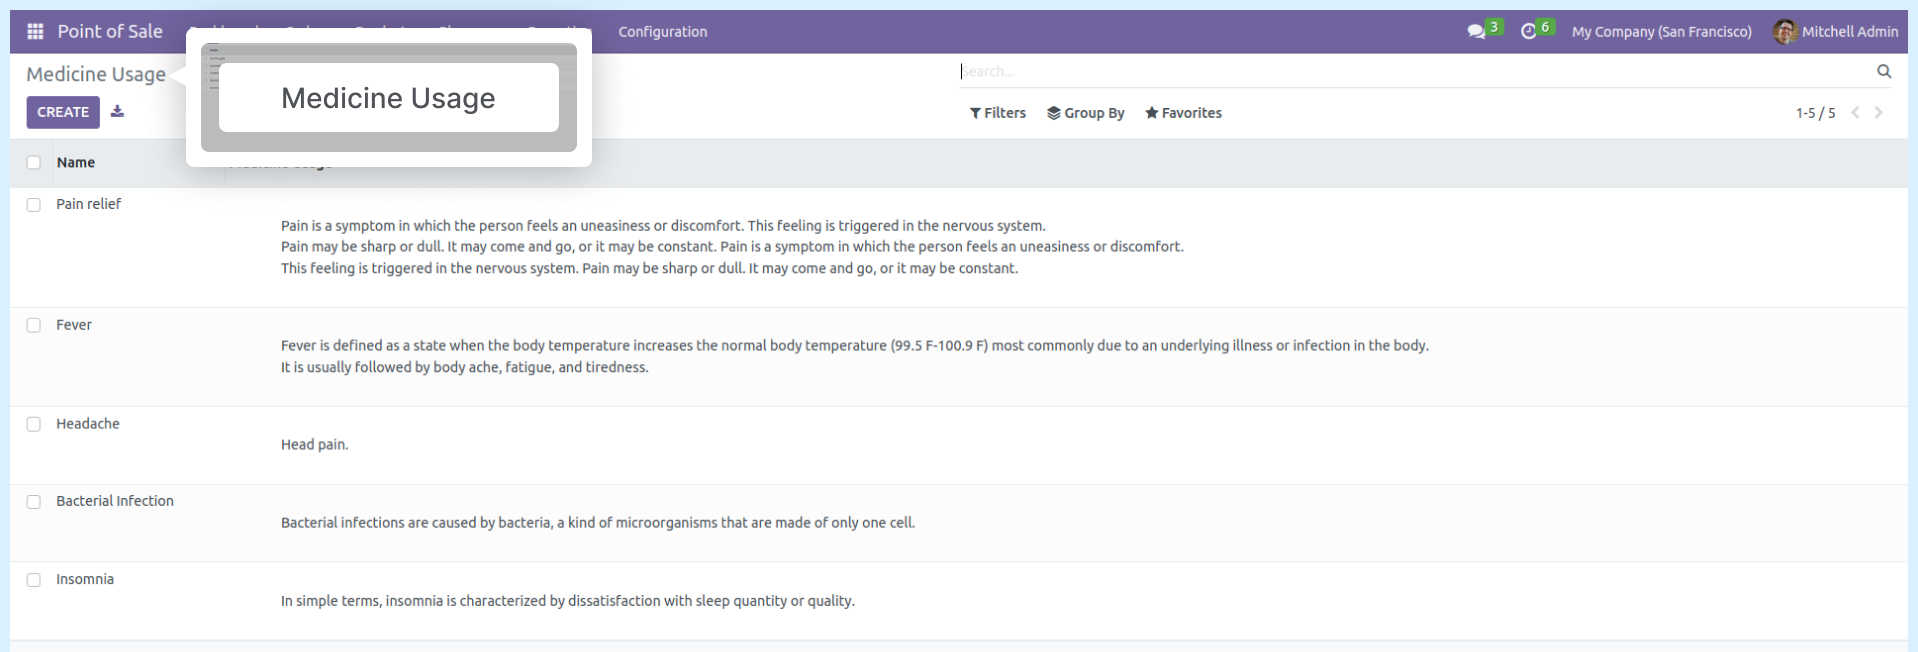 Point of Sale
Configuration
3
6
My Company (San Francisco)
Mitchell Admin
Medicine Usage
Medicine Usage
Search...
CREATE
Filters
Group By
Favorites
1-5 / 5
Name
Pain relief
Pain is a symptom in which the person feels an uneasiness or discomfort. This feeling is triggered in the nervous system.
Pain may be sharp or dull. It may come and go, or it may be constant. Pain is a symptom in which the person feels an uneasiness or discomfort.
This feeling is triggered in the nervous system. Pain may be sharp or dull. It may come and go, or it may be constant.
Fever
Fever is defined as a state when the body temperature increases the normal body temperature (99.5 F-100.9 F) most commonly due to an underlying illness or infection in the body.
It is usually followed by body ache, fatigue, and tiredness.
Headache
Head pain.
Bacterial Infection
Bacterial infections are caused by bacteria, a kind of microorganisms that are made of only one cell.
Insomnia
In simple terms, insomnia is characterized by dissatisfaction with sleep quantity or quality.